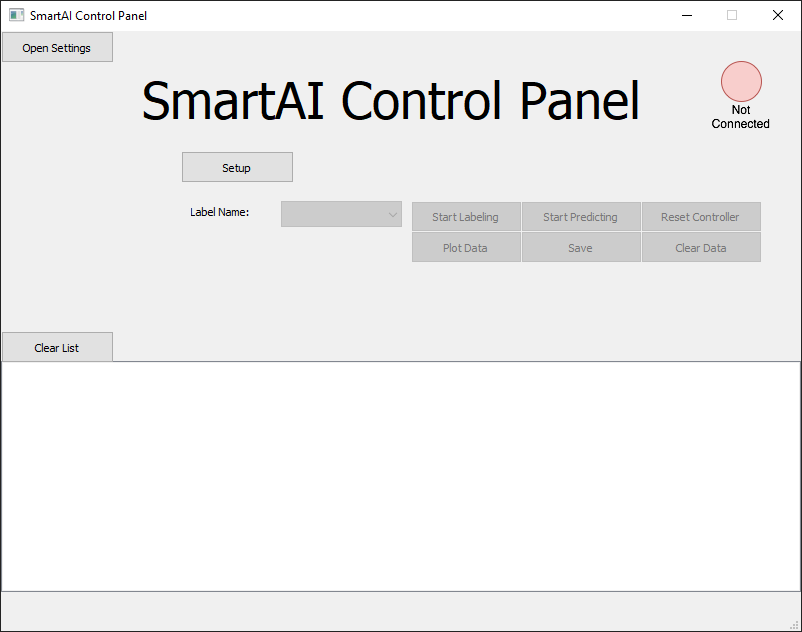 SmartAI Control Panel
Open Settings
SmartAI Control Panel
Not
Connected
Setup
Label Name:
Start Labeling Start Predicting Reset Controller
Plot Data Save Clear Data
Clear List